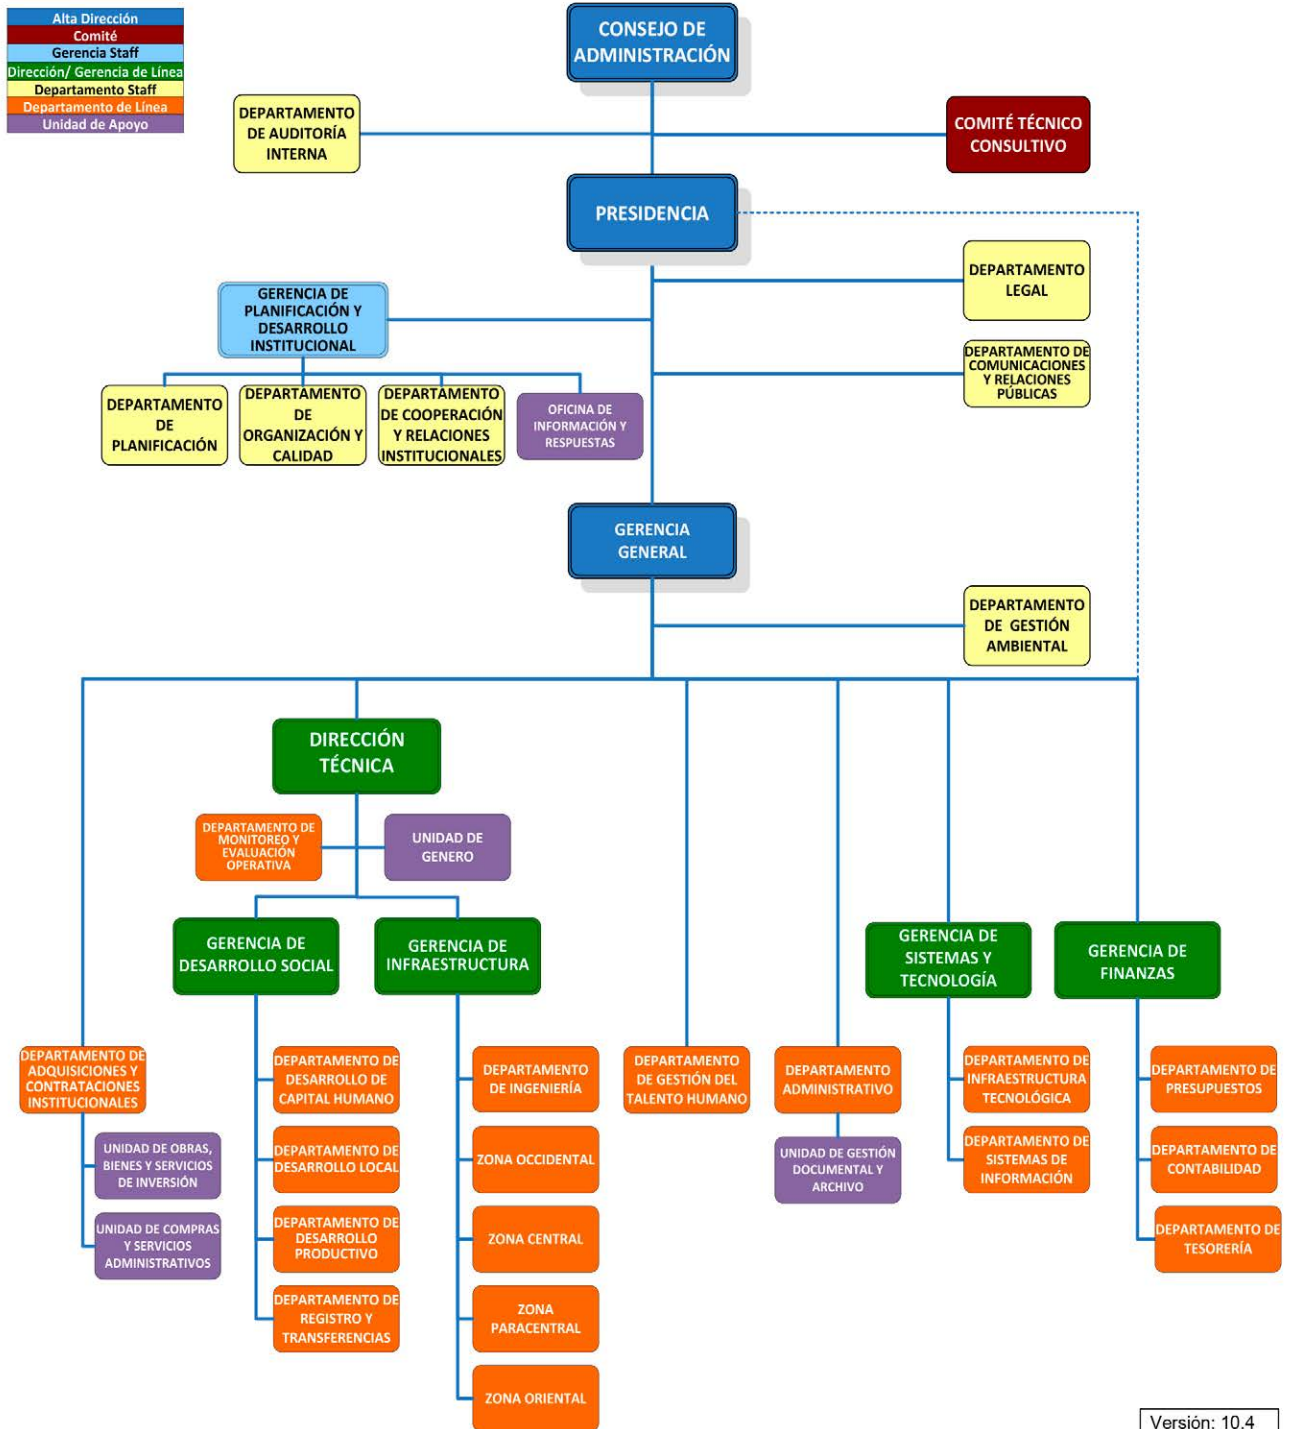 Alta Dirección
Comité
Gerencia Staff
Dirección/ Gerencia de Línea
Departamento Staff
Departamento de Línea
Unidad de Apoyo
CONSEJO DE
ADMINISTRACIÓN
DEPARTAMENTO
DE AUDITORÍA
INTERNA
COMITÉ TÉCNICO
CONSULTIVO
PRESIDENCIA
DEPARTAMENTO
LEGAL
GERENCIA DE
PLANIFICACIÓN Y
DESARROLLO
INSTITUCIONAL
DEPARTAMENTO DE
COMUNICACIONES
Y RELACIONES
PÚBLICAS
DEPARTAMENTO
DE
PLANIFICACIÓN
DEPARTAMENTO
DE
ORGANIZACIÓN Y
CALIDAD
DEPARTAMENTO
DE COOPERACIÓN
Y RELACIONES
INSTITUCIONALES
OFICINA DE
INFORMACIÓN Y
RESPUESTAS
GERENCIA
GENERAL
DEPARTAMENTO
DE GESTIÓN
AMBIENTAL
DIRECCIÓN
TÉCNICA
DEPARTAMENTO DE
MONITOREO Y
EVALUACIÓN
OPERATIVA
UNIDAD DE
GENERO
GERENCIA DE
DESARROLLO SOCIAL
GERENCIA DE
INFRAESTRUCTURA
GERENCIA DE
SISTEMAS Y
TECNOLOGÍA
GERENCIA DE
FINANZAS
DEPARTAMENTO DE
ADQUISICIONES Y
CONTRATACIONES
INSTITUCIONALES
DEPARTAMENTO DE
DESARROLLO DE
CAPITAL HUMANO
DEPARTAMENTO
DE INGENIERÍA
DEPARTAMENTO
DE GESTIÓN DEL
TALENTO HUMANO
DEPARTAMENTO
ADMINISTRATIVO
DEPARTAMENTO DE
INFRAESTRUCTURA
TECNOLÓGICA
DEPARTAMENTO DE
PRESUPUESTOS
UNIDAD DE OBRAS,
BIENES Y SERVICIOS
DE INVERSIÓN
DEPARTAMENTO DE
DESARROLLO LOCAL
ZONA OCCIDENTAL
UNIDAD DE GESTIÓN
DOCUMENTAL Y
ARCHIVO
DEPARTAMENTO DE
SISTEMAS DE
INFORMACIÓN
DEPARTAMENTO DE
CONTABILIDAD
UNIDAD DE COMPRAS
Y SERVICIOS
ADMINISTRATIVOS
DEPARTAMENTO DE
DESARROLLO
PRODUCTIVO
ZONA CENTRAL
DEPARTAMENTO DE
TESORERÍA
DEPARTAMENTO DE
REGISTRO Y
TRANSFERENCIAS
ZONA
PARACENTRAL
ZONA ORIENTAL
Versión: 10.4